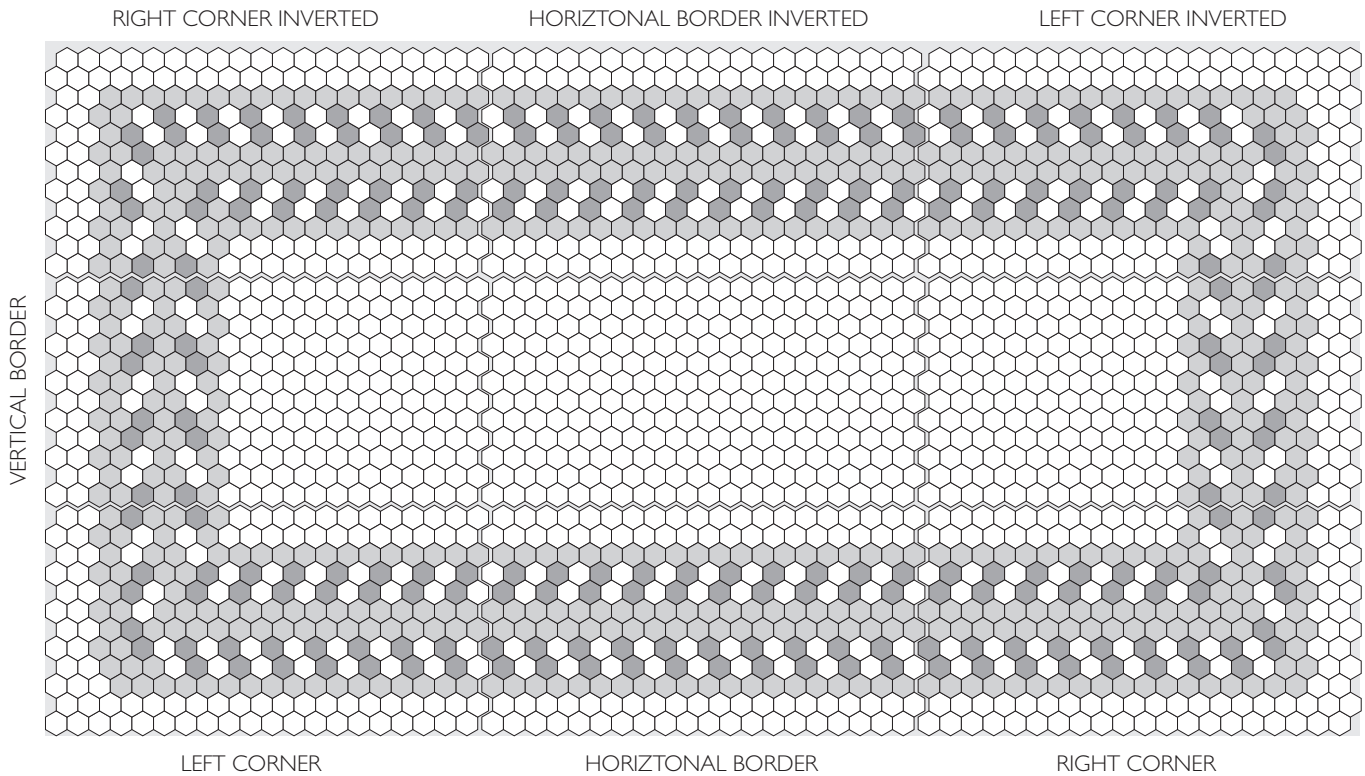 RIGHT CORNER INVERTED
HORIZTONAL BORDER INVERTED
LEFT CORNER INVERTED
VERTICAL BORDER
LEFT CORNER
HORIZTONAL BORDER
RIGHT CORNER